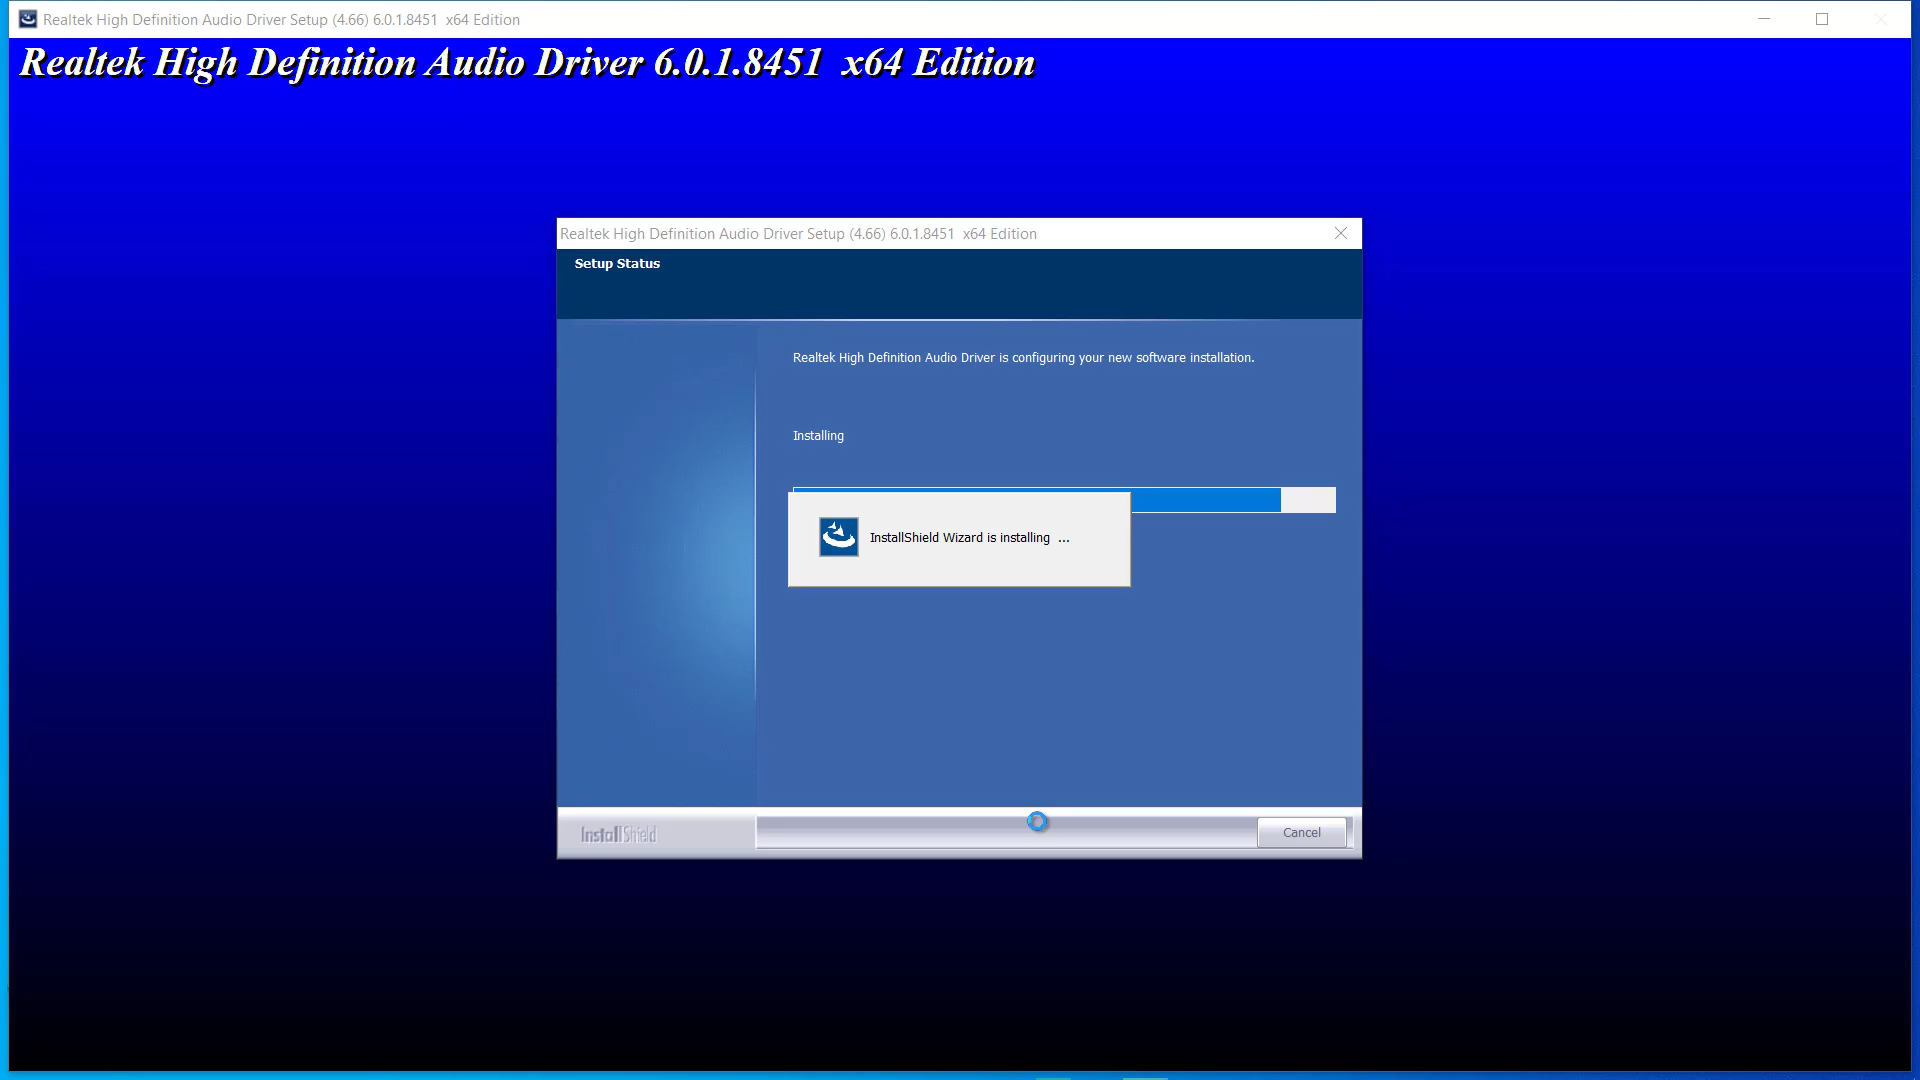 Realtek High Definition Audio Driver Setup (4.66) 6.0.1.8451  x64 Edition
Realtek High Definition Audio Driver 6.0.1.8451  x64 Edition
Realtek High Definition Audio Driver Setup (4.66) 6.0.1.8451  x64 Edition
Setup Status
Realtek High Definition Audio Driver is configuring your new software installation.
Installing
InstallShield Wizard is installing  ...
InstallShield
Cancel